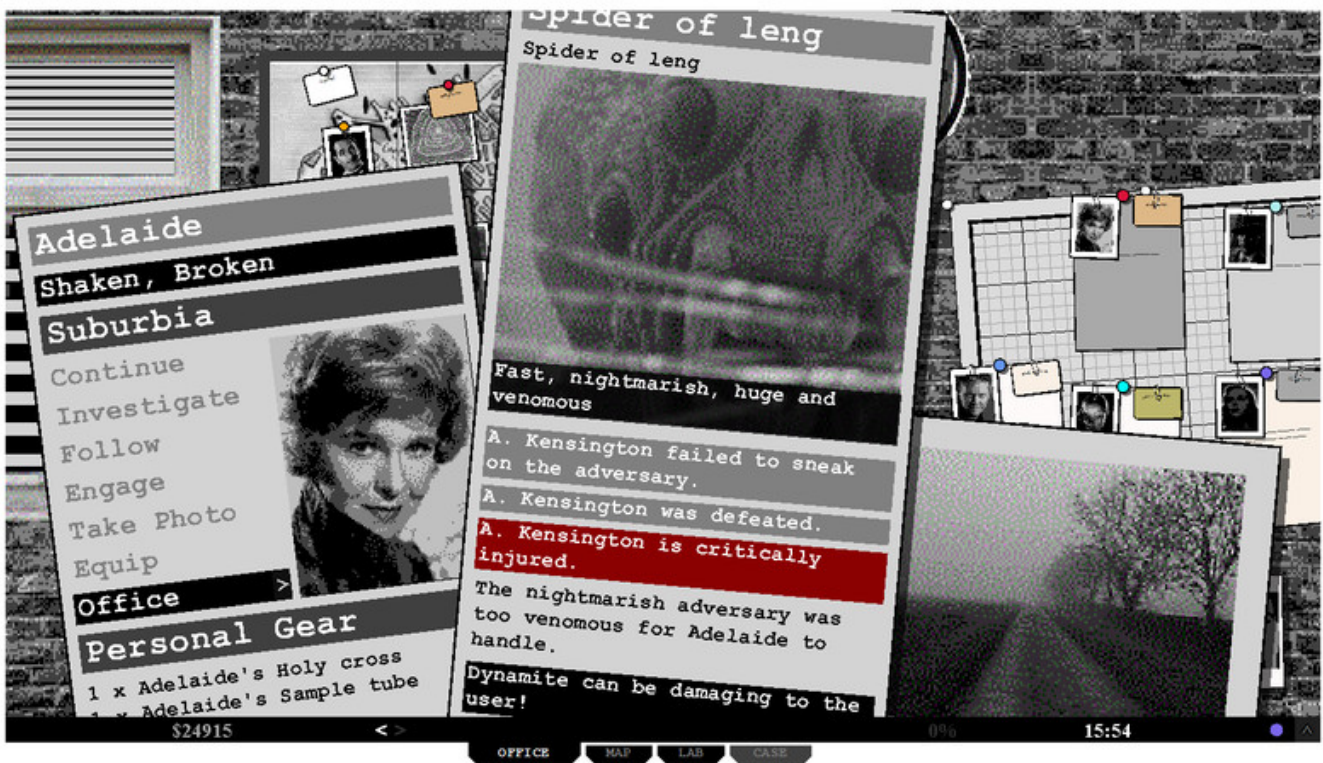 Adelaide
Shaken, Broken
Suburbia
Continue
Investigate
Follow
Engage
Take Photo
Equip
Office >
Personal Gear
1 x Adelaide's Holy cross
1 x Adelaide's Sample tube
Spider of leng
Spider of leng
Fast, nightmarish, huge and
venomous
A. Kensington failed to sneak
on the adversary.
A. Kensington was defeated.
A. Kensington is critically
injured.
The nightmarish adversary was
too venomous for Adelaide to
handle.
Dynamite can be damaging to the
user!
$24915
< >
0%
15:54
OFFICE
MAP
LAB
CASE